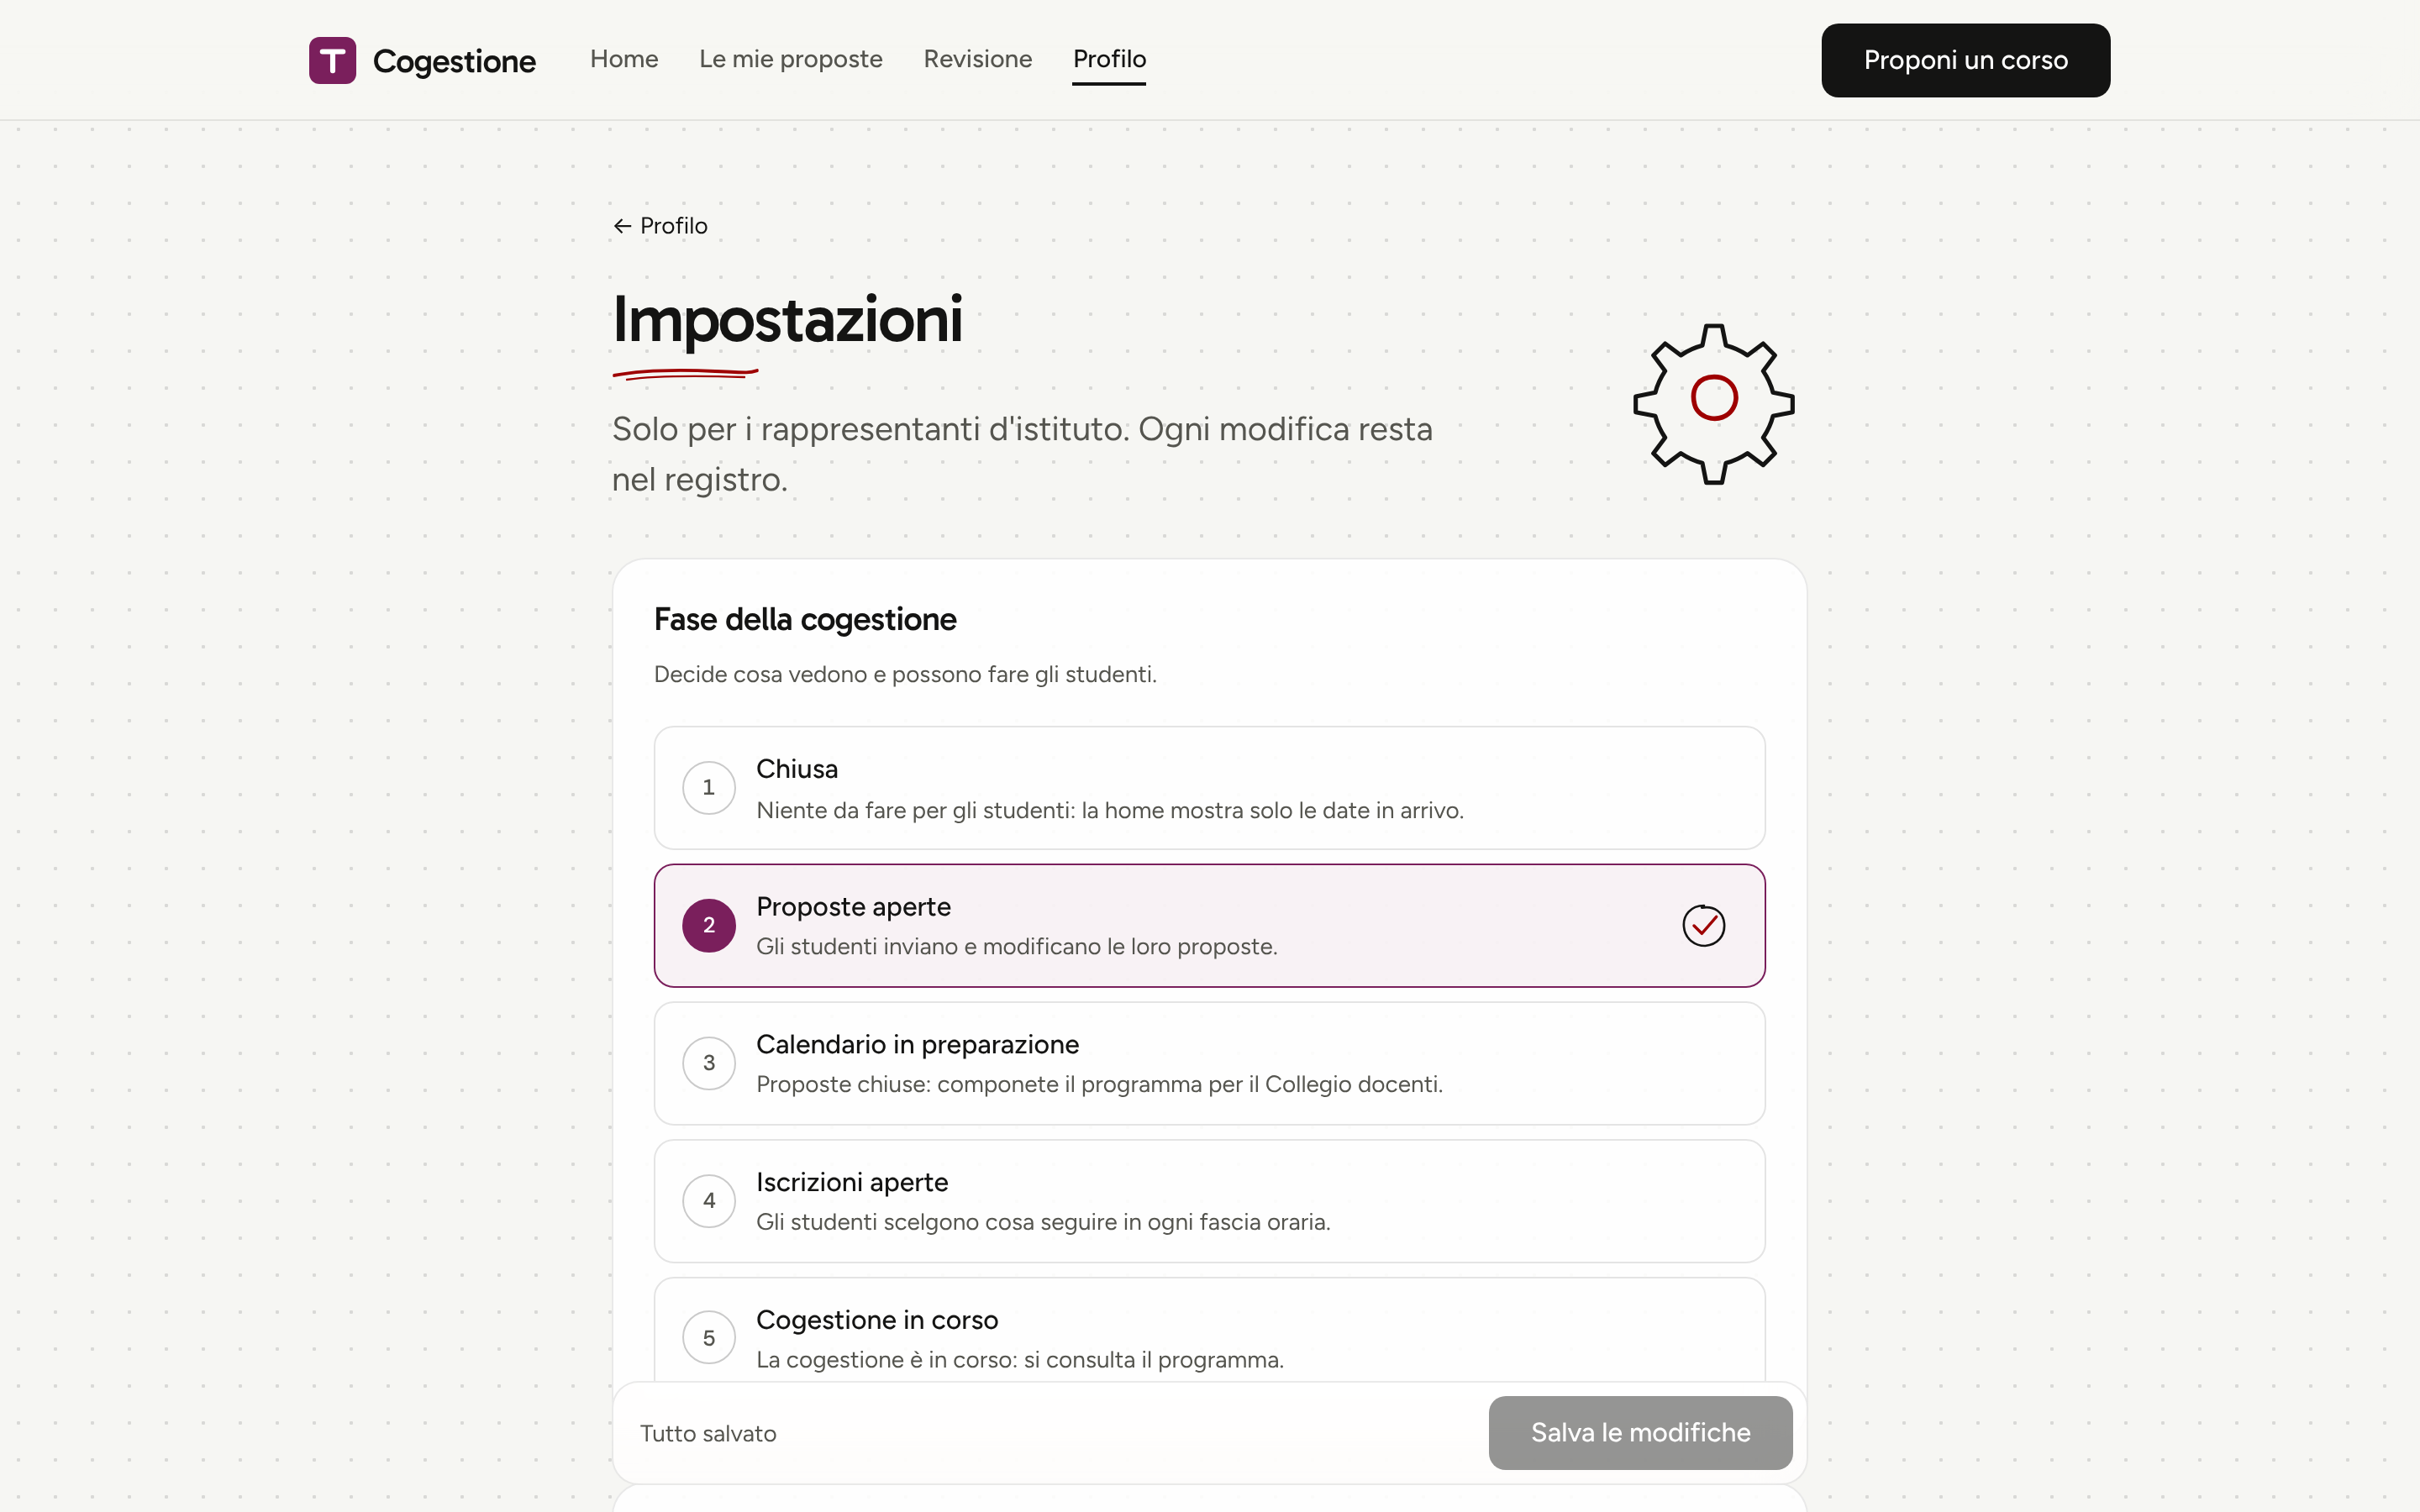 T Cogestione Home Le mie proposte Revisione Profilo Proponi un corso
← Profilo
Impostazioni
Solo per i rappresentanti d'istituto. Ogni modifica resta
nel registro.
Fase della cogestione
Decide cosa vedono e possono fare gli studenti.
1 Chiusa
Niente da fare per gli studenti: la home mostra solo le date in arrivo.
2 Proposte aperte
Gli studenti inviano e modificano le loro proposte.
3 Calendario in preparazione
Proposte chiuse: componete il programma per il Collegio docenti.
4 Iscrizioni aperte
Gli studenti scelgono cosa seguire in ogni fascia oraria.
5 Cogestione in corso
La cogestione è in corso: si consulta il programma.
Tutto salvato Salva le modifiche